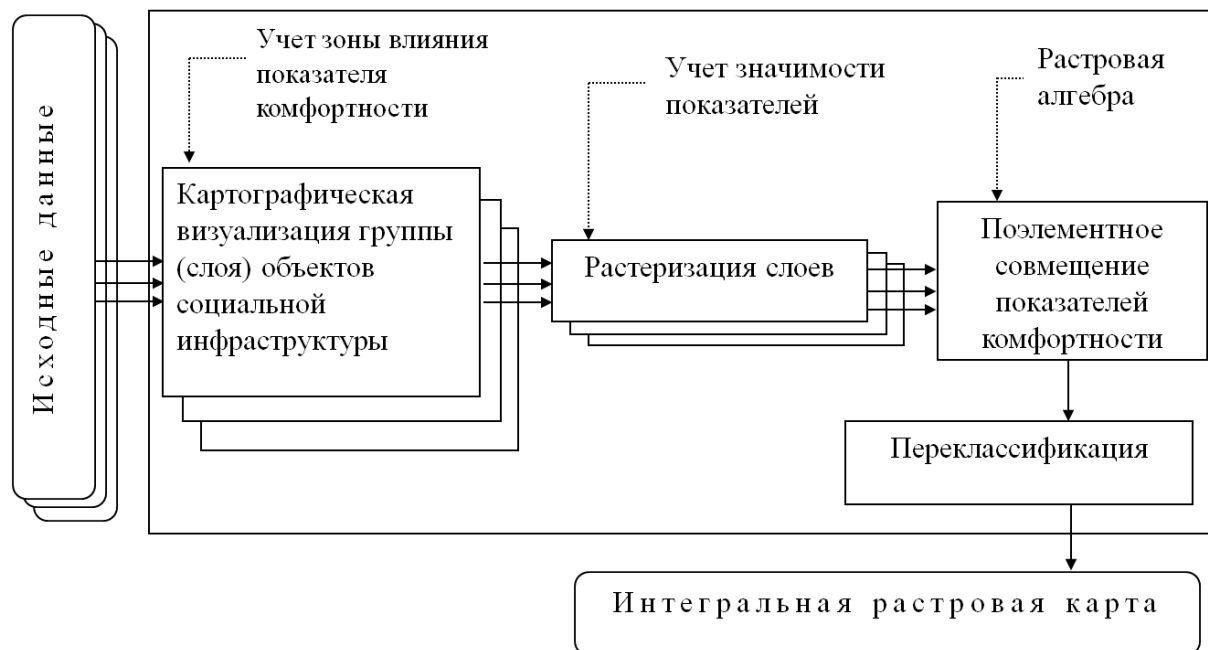 Исходные данные
Учет зоны влияния
показателя
комфортности
Учет значимости
показателей
Растровая
алгебра
Картографическая
визуализация группы
(слоя) объектов
социальной
инфраструктуры
Растеризация слоев
Поэлементное
совмещение
показателей
комфортности
Переклассификация
Интегральная растровая карта